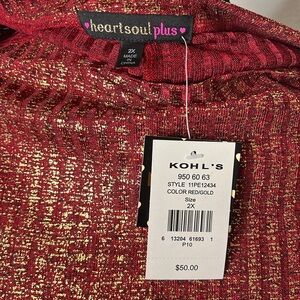 heartsoul plus
2X
MADE
IN
CHINA
KOHL'S
950 60 63
STYLE 11PE12434
COLOR RED/GOLD
Size
2X
6 13204 61693 1
P10
$50.00